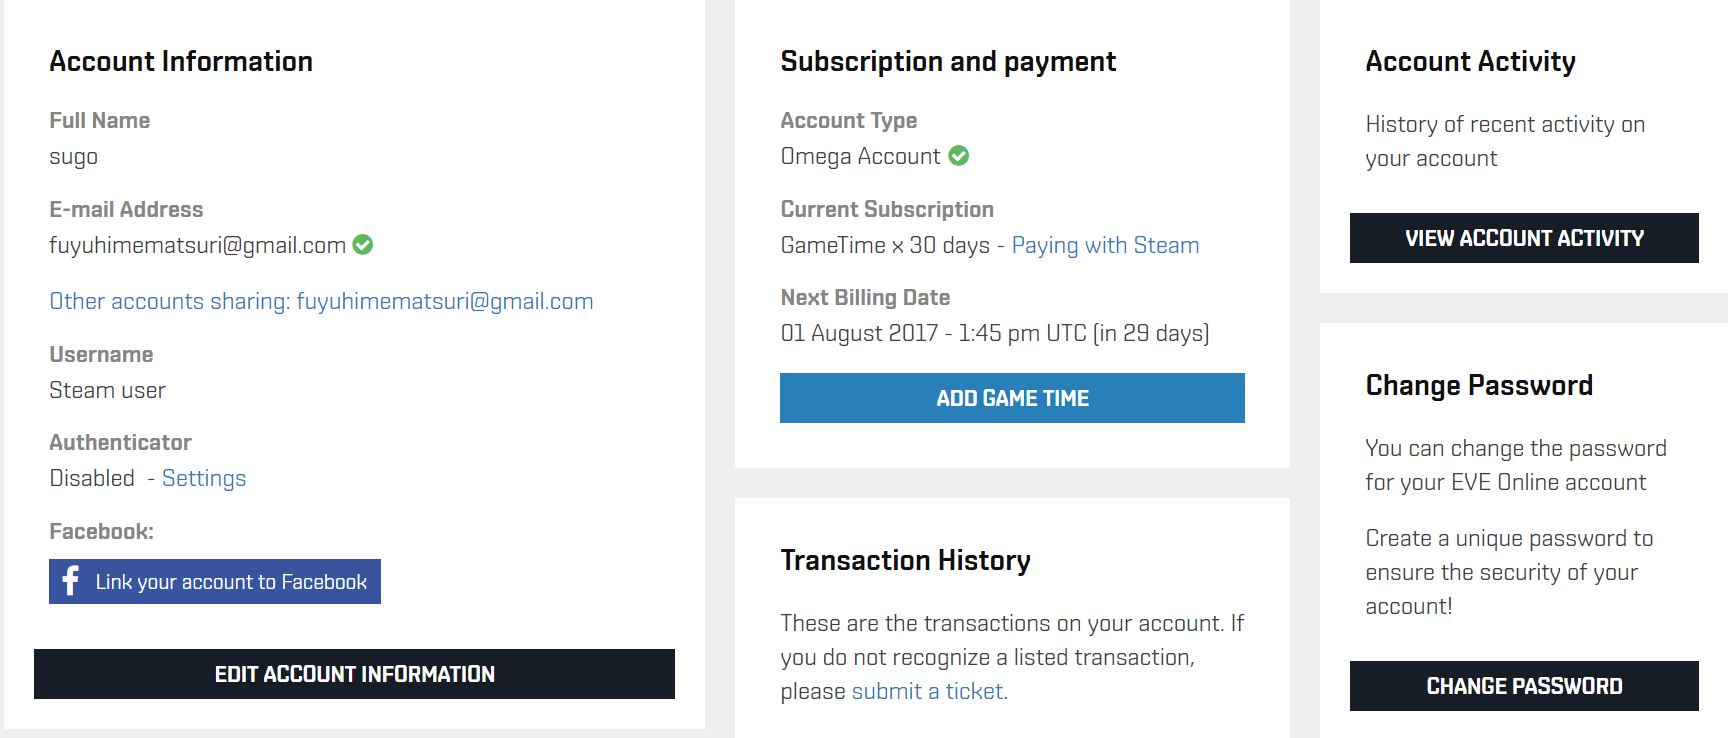 Account Information
Full Name
sugo
E-mail Address
fuyuhimematsuri@gmail.com
Other accounts sharing: fuyuhimematsuri@gmail.com
Username
Steam user
Authenticator
Disabled - Settings
Facebook:
Link your account to Facebook
EDIT ACCOUNT INFORMATION
Subscription and payment
Account Type
Omega Account
Current Subscription
GameTime x 30 days - Paying with Steam
Next Billing Date
01 August 2017 - 1:45 pm UTC (in 29 days)
ADD GAME TIME
Transaction History
These are the transactions on your account. If
you do not recognize a listed transaction,
please submit a ticket.
Account Activity
History of recent activity on
your account
VIEW ACCOUNT ACTIVITY
Change Password
You can change the password
for your EVE Online account
Create a unique password to
ensure the security of your
account!
CHANGE PASSWORD